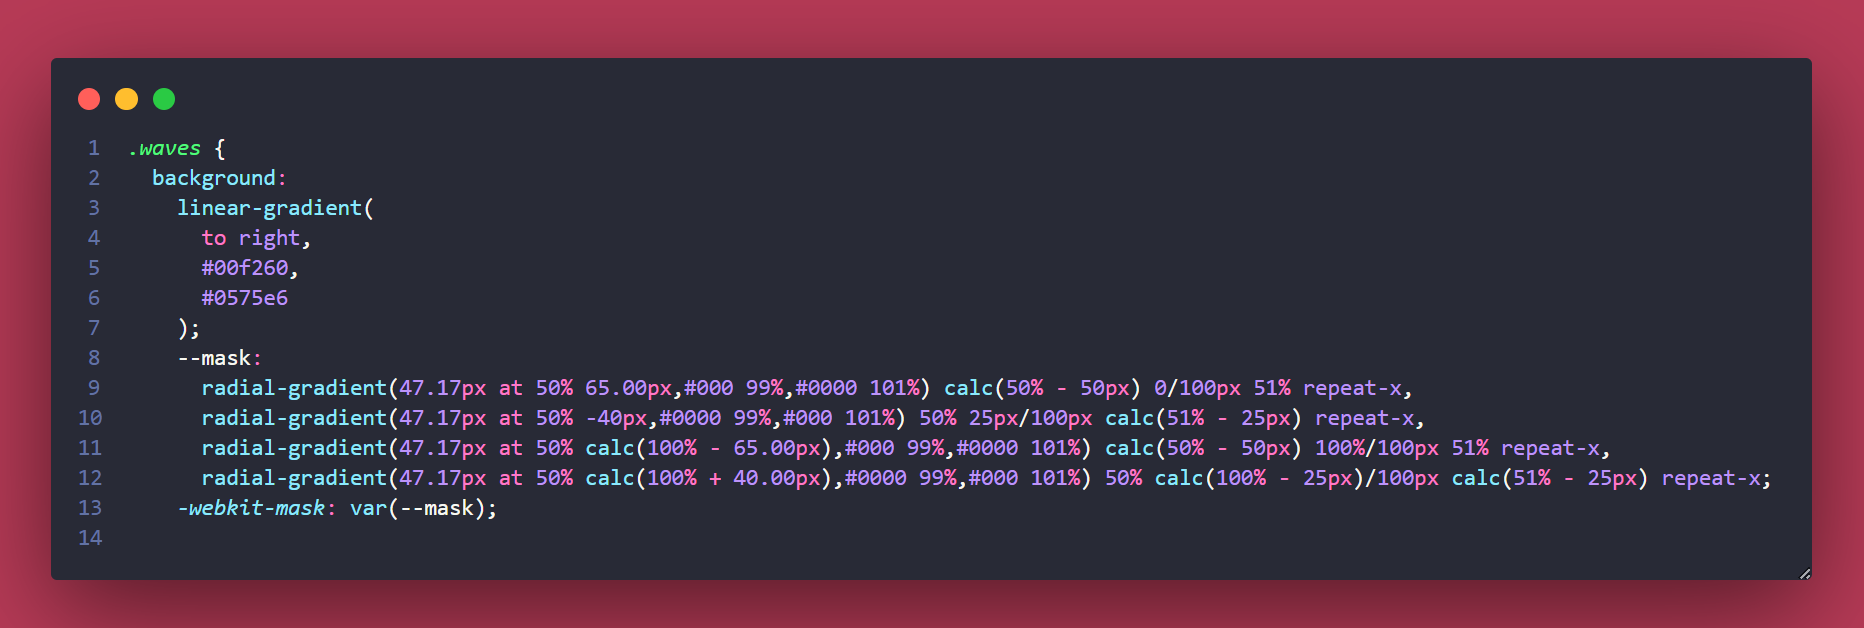 1 .waves {
2   background:
3     linear-gradient(
4       to right,
5       #00f260,
6       #0575e6
7     );
8     --mask:
9       radial-gradient(47.17px at 50% 65.00px,#000 99%,#0000 101%) calc(50% - 50px) 0/100px 51% repeat-x,
10       radial-gradient(47.17px at 50% -40px,#0000 99%,#000 101%) 50% 25px/100px calc(51% - 25px) repeat-x,
11       radial-gradient(47.17px at 50% calc(100% - 65.00px),#000 99%,#0000 101%) calc(50% - 50px) 100%/100px 51% repeat-x,
12       radial-gradient(47.17px at 50% calc(100% + 40.00px),#0000 99%,#000 101%) 50% calc(100% - 25px)/100px calc(51% - 25px) repeat-x;
13     -webkit-mask: var(--mask);
14